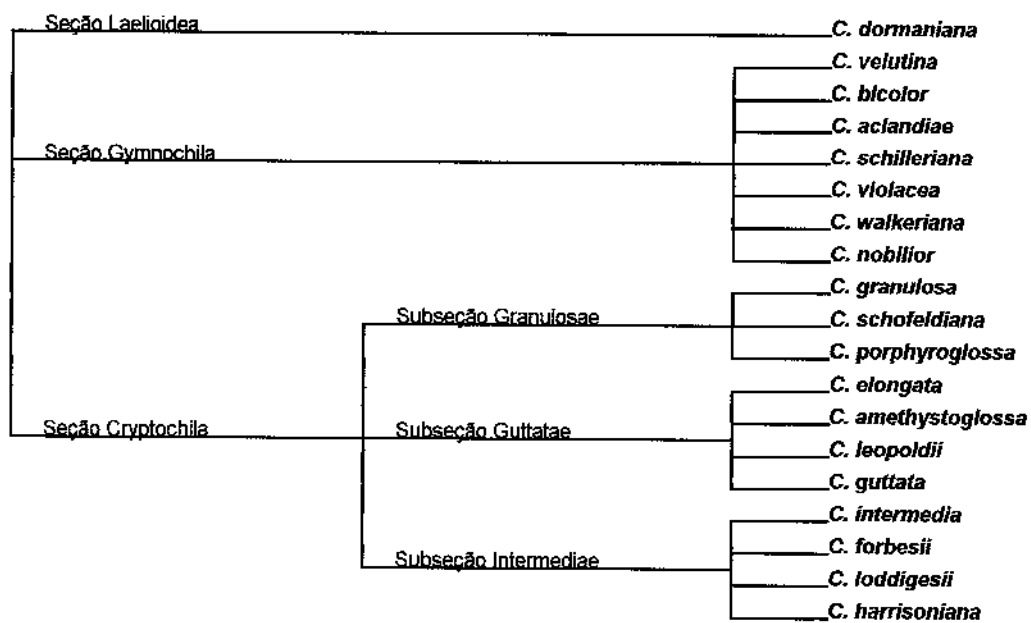 Seção Laelioidea
C. dormaniana
C. velutina
C. bicolor
C. aclandiae
Seção Gymnochila
C. schilleriana
C. violacea
C. walkeriana
C. nobilior
C. granulosa
Subseção Granulosae
C. schofeldiana
C. porphyroglossa
C. elongata
Seção Cryptochila
Subseção Guttatae
C. amethystoglossa
C. leopoldii
C. guttata
C. intermedia
C. forbesii
Subseção Intermediae
C. loddigesii
C. harrisoniana